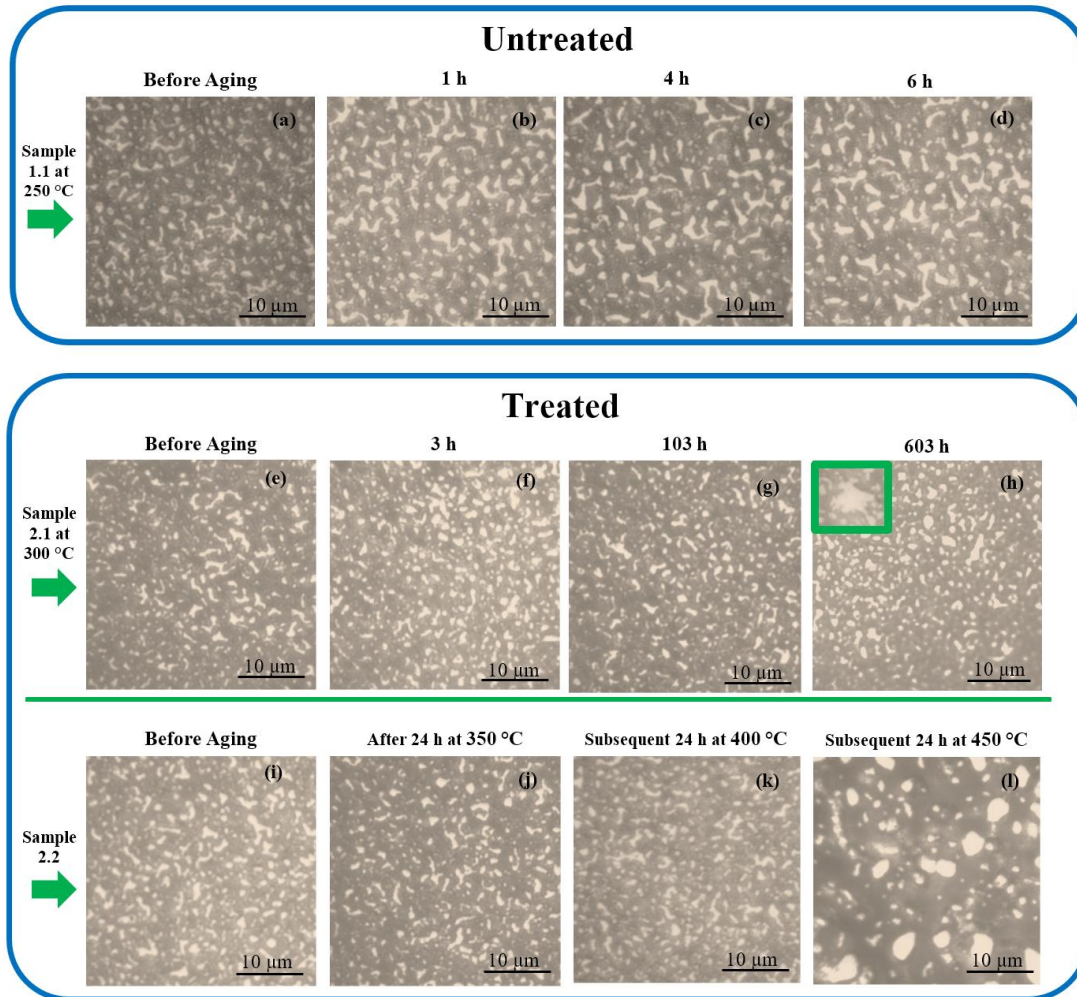 Untreated
Before Aging
1 h
4 h
6 h
Sample
1.1 at
250 °C
(a)
(b)
(c)
(d)
10 µm
10 µm
10 µm
10 µm
Treated
Before Aging
3 h
103 h
603 h
Sample
2.1 at
300 °C
(e)
(f)
(g)
(h)
10 µm
10 µm
10 µm
10 µm
Before Aging
After 24 h at 350 °C
Subsequent 24 h at 400 °C
Subsequent 24 h at 450 °C
Sample
2.2
(i)
(j)
(k)
(l)
10 µm
10 µm
10 µm
10 µm